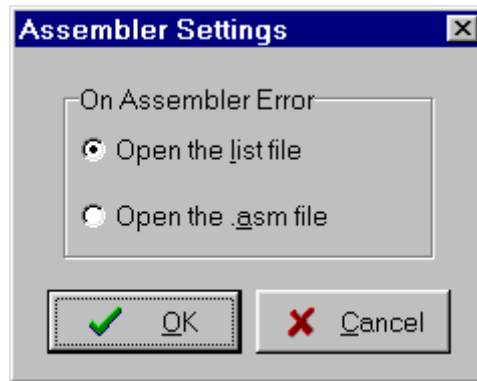 Assembler Settings
On Assembler Error
Open the list file
Open the .asm file
OK
Cancel